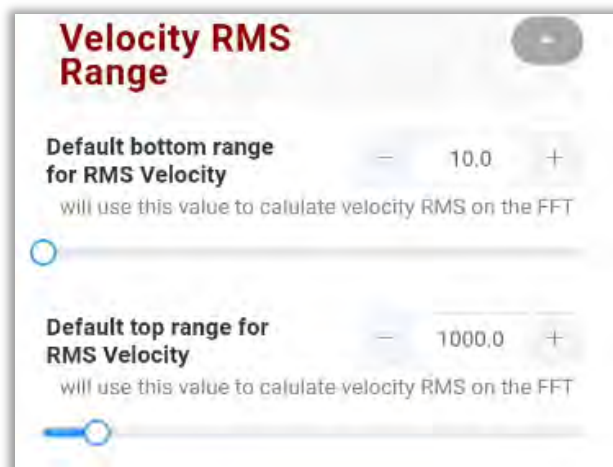 Velocity RMS
Range
Default bottom range
for RMS Velocity
− 10.0 +
will use this value to calulate velocity RMS on the FFT
Default top range for
RMS Velocity
− 1000.0 +
will use this value to calulate velocity RMS on the FFT